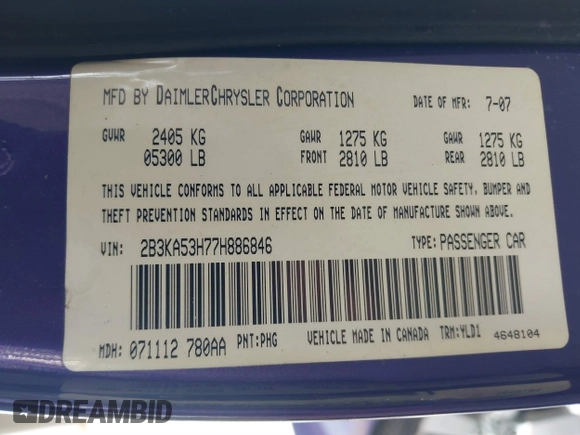 MFD BY DAIMLERCHRYSLER CORPORATION DATE OF MFR: 7-07
GVWR 2405 KG GAWR 1275 KG GAWR 1275 KG
05300 LB FRONT 2810 LB REAR 2810 LB
THIS VEHICLE CONFORMS TO ALL APPLICABLE FEDERAL MOTOR VEHICLE SAFETY, BUMPER AND
THEFT PREVENTION STANDARDS IN EFFECT ON THE DATE OF MANUFACTURE SHOWN ABOVE.
VIN: 2B3KA53H77H886846 TYPE: PASSENGER CAR
MDH: 071112 780AA PNT: PHG VEHICLE MADE IN CANADA TRM: YLD1 4648104
DREAMBID